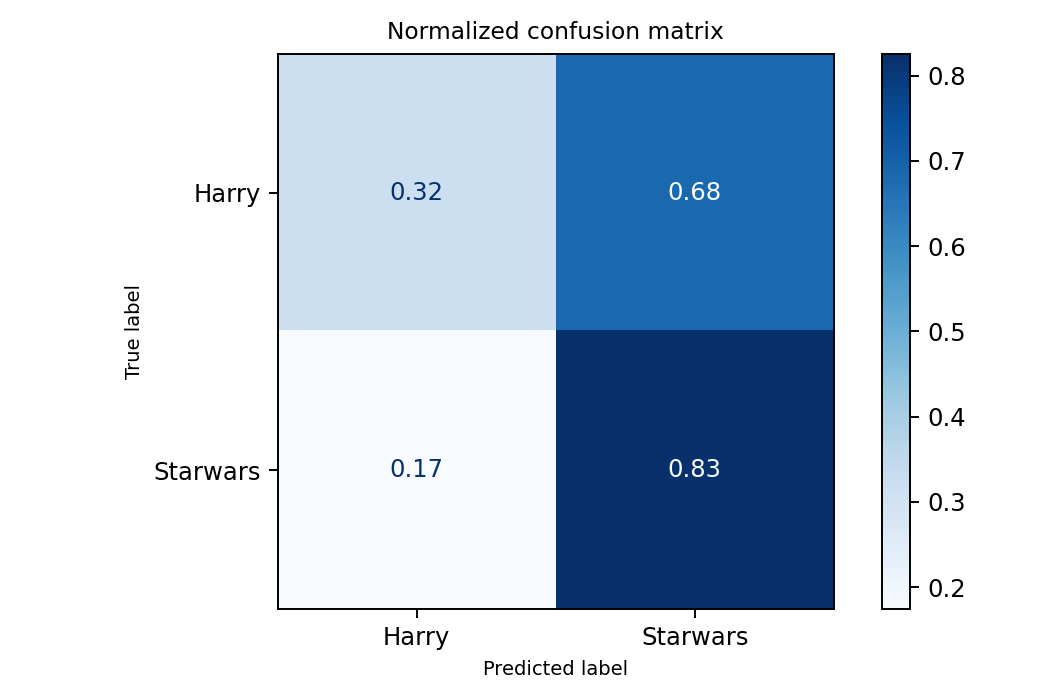 Normalized confusion matrix
True label
Harry
0.32
0.68
Starwars
0.17
0.83
Harry
Starwars
Predicted label
0.8
0.7
0.6
0.5
0.4
0.3
0.2